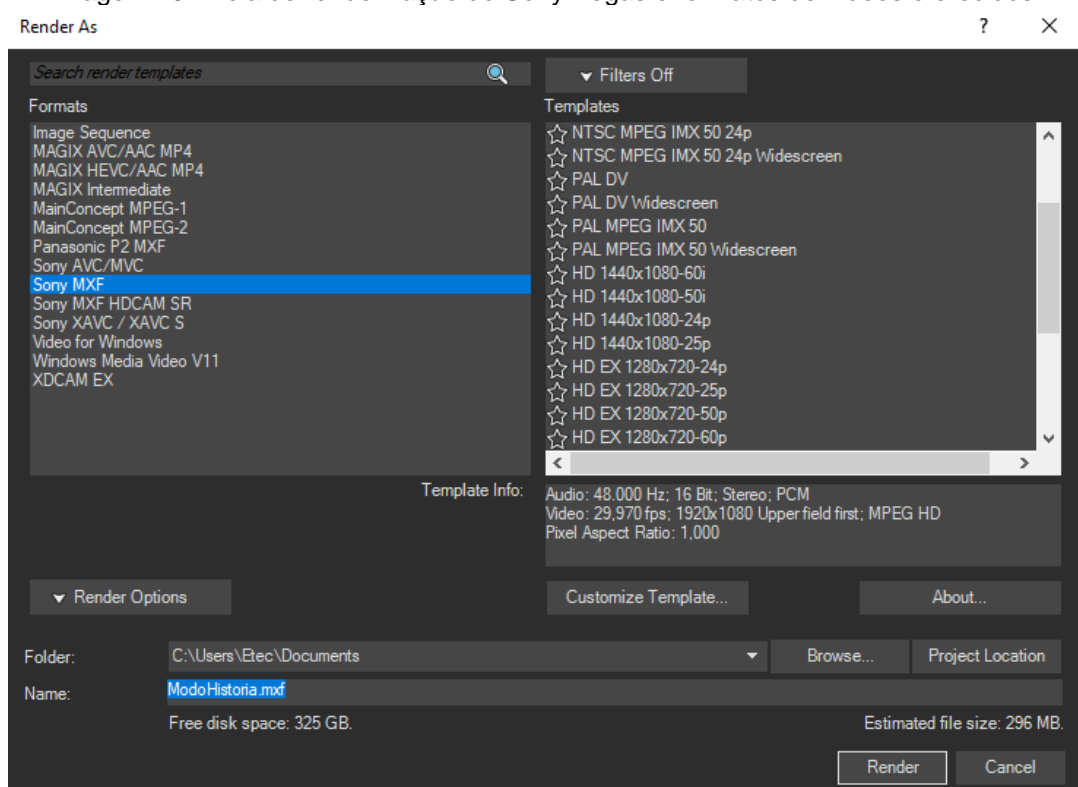 Render As
Search render templates
Filters Off
Formats
Templates
Image Sequence
MAGIX AVC/AAC MP4
MAGIX HEVC/AAC MP4
MAGIX Intermediate
MainConcept MPEG-1
MainConcept MPEG-2
Panasonic P2 MXF
Sony AVC/MVC
Sony MXF
Sony MXF HDCAM SR
Sony XAVC / XAVC S
Video for Windows
Windows Media Video V11
XDCAM EX
NTSC MPEG IMX 50 24p
NTSC MPEG IMX 50 24p Widescreen
PAL DV
PAL DV Widescreen
PAL MPEG IMX 50
PAL MPEG IMX 50 Widescreen
HD 1440x1080-60i
HD 1440x1080-50i
HD 1440x1080-24p
HD 1440x1080-25p
HD EX 1280x720-24p
HD EX 1280x720-25p
HD EX 1280x720-50p
HD EX 1280x720-60p
Template Info:
Audio: 48.000 Hz; 16 Bit; Stereo; PCM
Video: 29,970 fps; 1920x1080 Upper field first; MPEG HD
Pixel Aspect Ratio: 1,000
Render Options
Customize Template...
About...
Folder:
C:\Users\Etec\Documents
Browse...
Project Location
Name:
ModoHistoria.mxf
Free disk space: 325 GB.
Estimated file size: 296 MB.
Render
Cancel